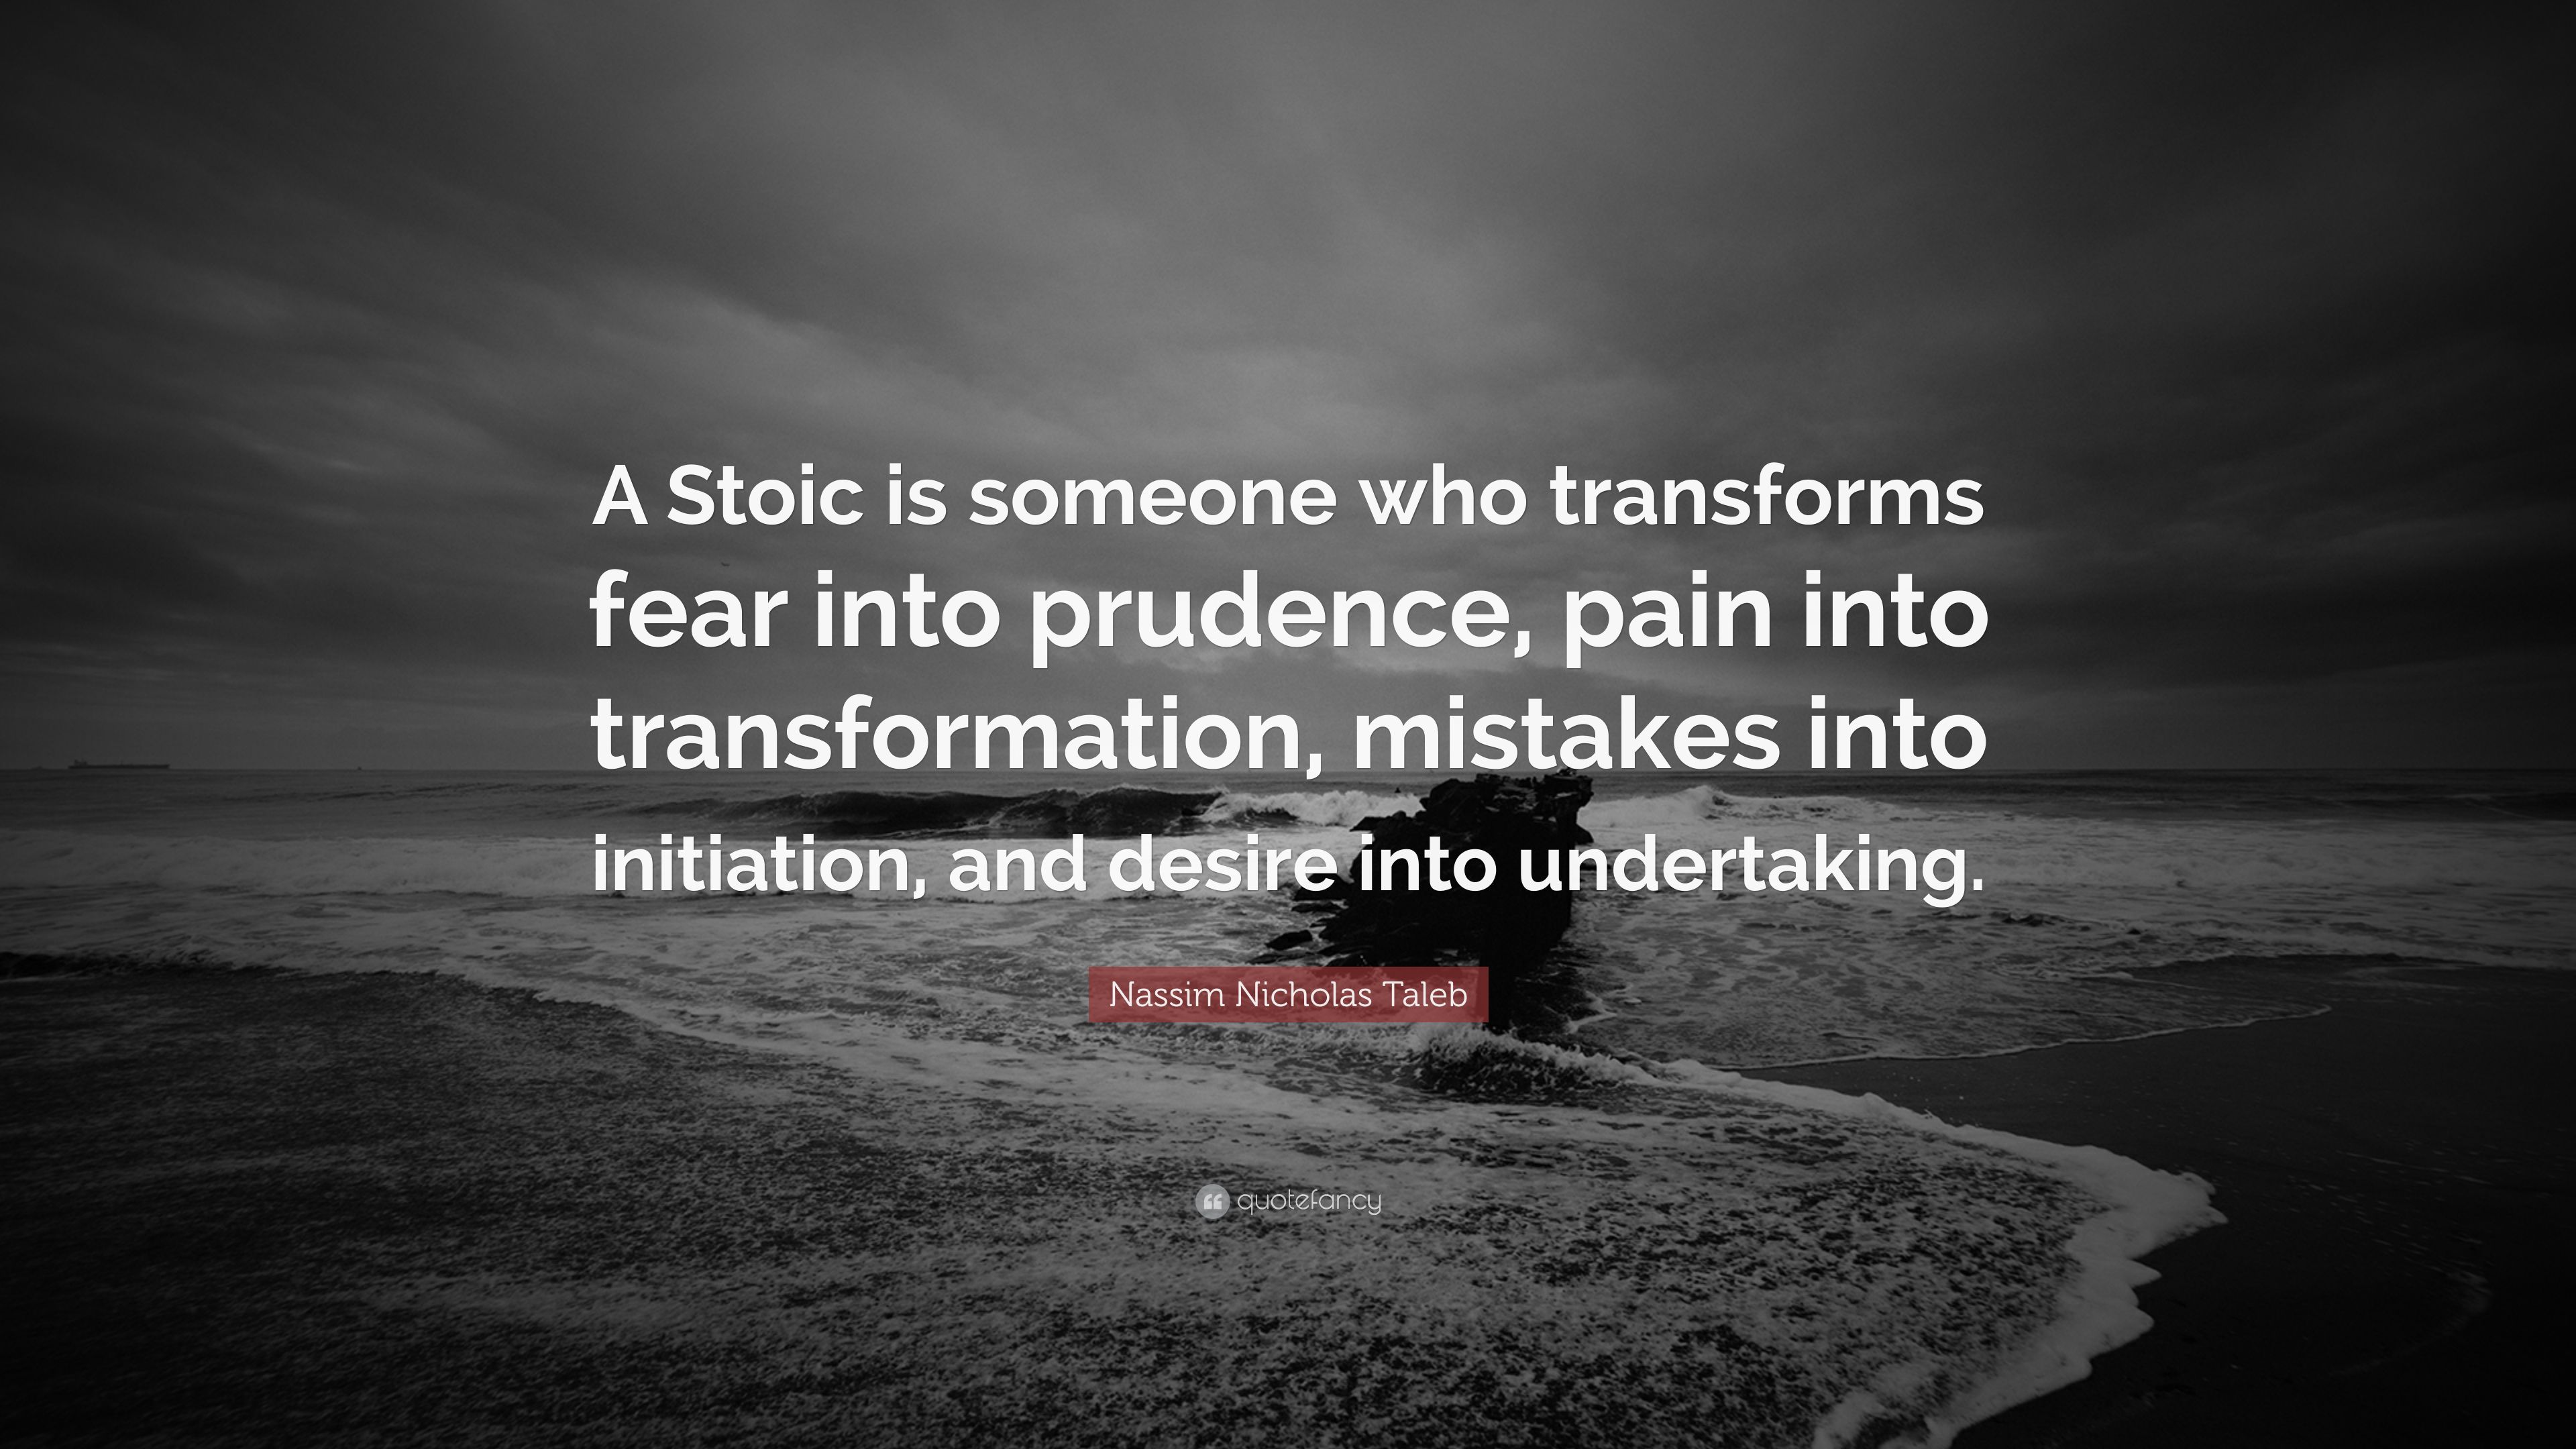 A Stoic is someone who transforms
fear into prudence, pain into
transformation, mistakes into
initiation, and desire into undertaking.
Nassim Nicholas Taleb
quotefancy